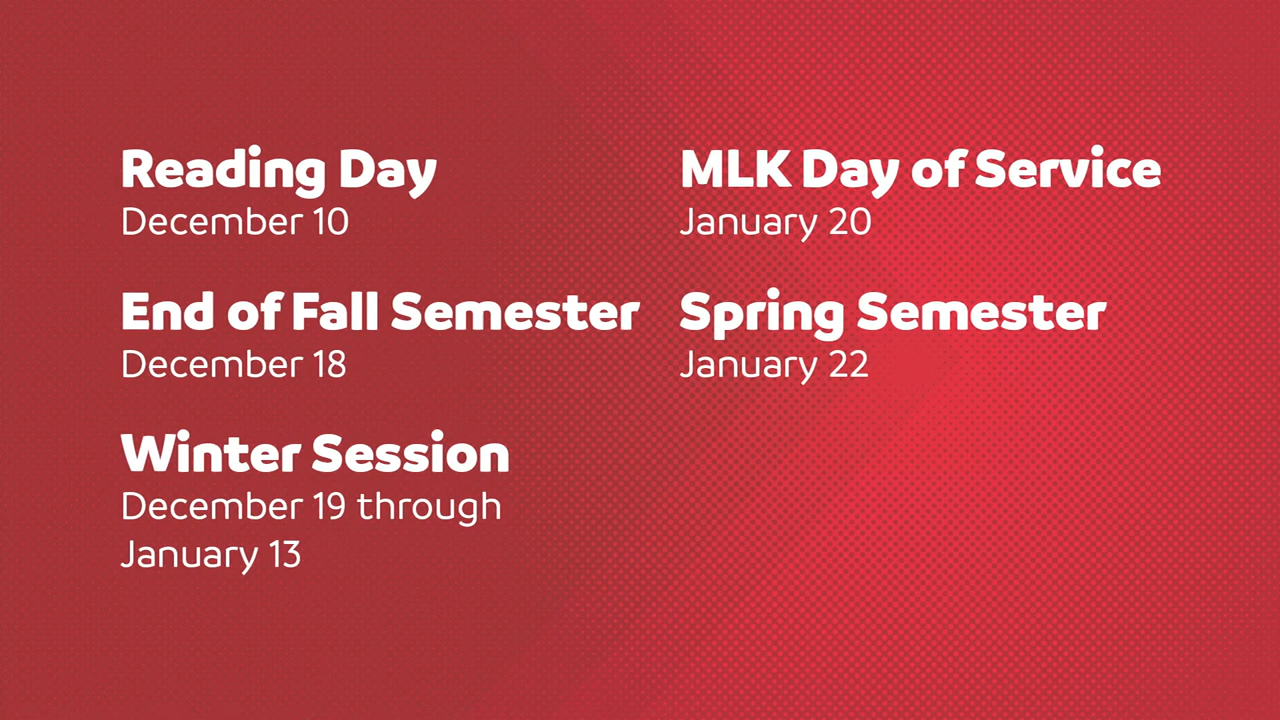 Reading Day
December 10
End of Fall Semester
December 18
Winter Session
December 19 through
January 13
MLK Day of Service
January 20
Spring Semester
January 22